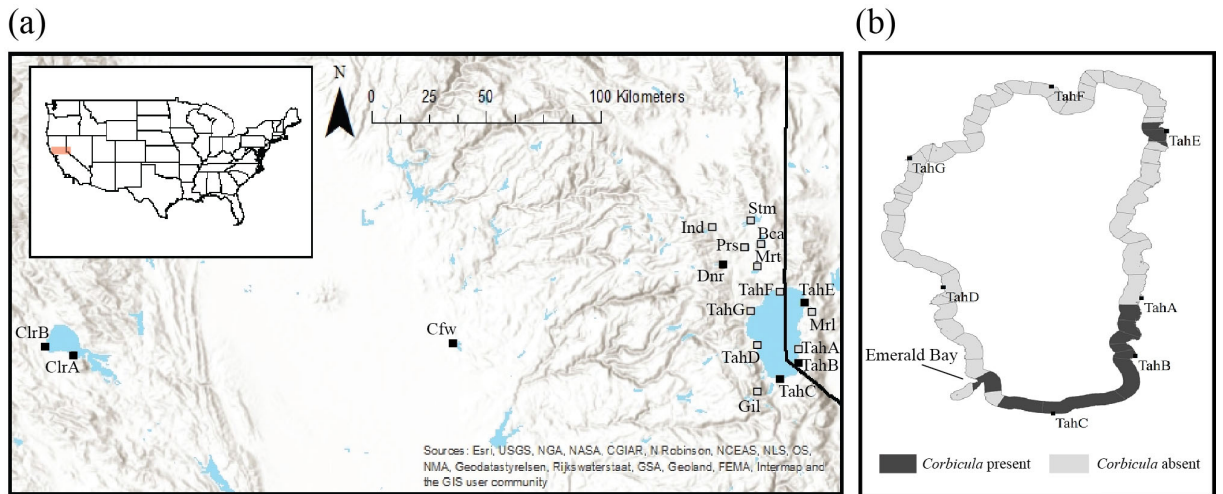 (a)
(b)
N
0 25 50 100 Kilometers
Stm
Ind
Bca
Prs
Mrt
Dnr
TahF
TahE
TahG
Mrl
Cfw
ClrB
ClrA
TahA
TahD
TahB
TahC
Gil
Sources: Esri, USGS, NGA, NASA, CGIAR, N Robinson, NCEAS, NLS, OS,
NMA, Geodatastyrelsen, Rijkswaterstaat, GSA, Geoland, FEMA, Intermap and
the GIS user community
TahF
TahE
TahG
TahD
TahA
TahB
Emerald Bay
TahC
Corbicula present
Corbicula absent